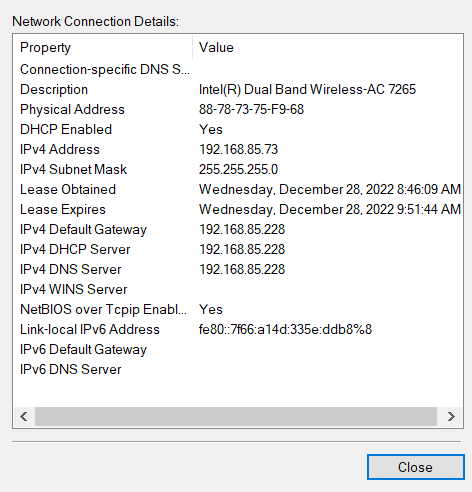 Network Connection Details:
Property Value
Connection-specific DNS S...
Description Intel(R) Dual Band Wireless-AC 7265
Physical Address 88-78-73-75-F9-68
DHCP Enabled Yes
IPv4 Address 192.168.85.73
IPv4 Subnet Mask 255.255.255.0
Lease Obtained Wednesday, December 28, 2022 8:46:09 AM
Lease Expires Wednesday, December 28, 2022 9:51:44 AM
IPv4 Default Gateway 192.168.85.228
IPv4 DHCP Server 192.168.85.228
IPv4 DNS Server 192.168.85.228
IPv4 WINS Server
NetBIOS over Tcpip Enabl... Yes
Link-local IPv6 Address fe80::7f66:a14d:335e:ddb8%8
IPv6 Default Gateway
IPv6 DNS Server
Close